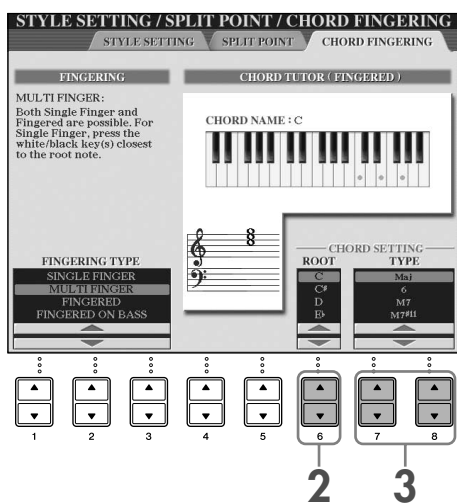 STYLE SETTING / SPLIT POINT / CHORD FINGERING
STYLE SETTING SPLIT POINT CHORD FINGERING
FINGERING
MULTI FINGER:
Both Single Finger and
Fingered are possible. For
Single Finger, press the
white/black key(s) closest
to the root note.
FINGERING TYPE
SINGLE FINGER
MULTI FINGER
FINGERED
FINGERED ON BASS
CHORD TUTOR ( FINGERED )
CHORD NAME : C
CHORD SETTING
ROOT TYPE
C Maj
C♯ 6
D M7
E♭ M7♯11
1 2 3 4 5 6 7 8
2 3